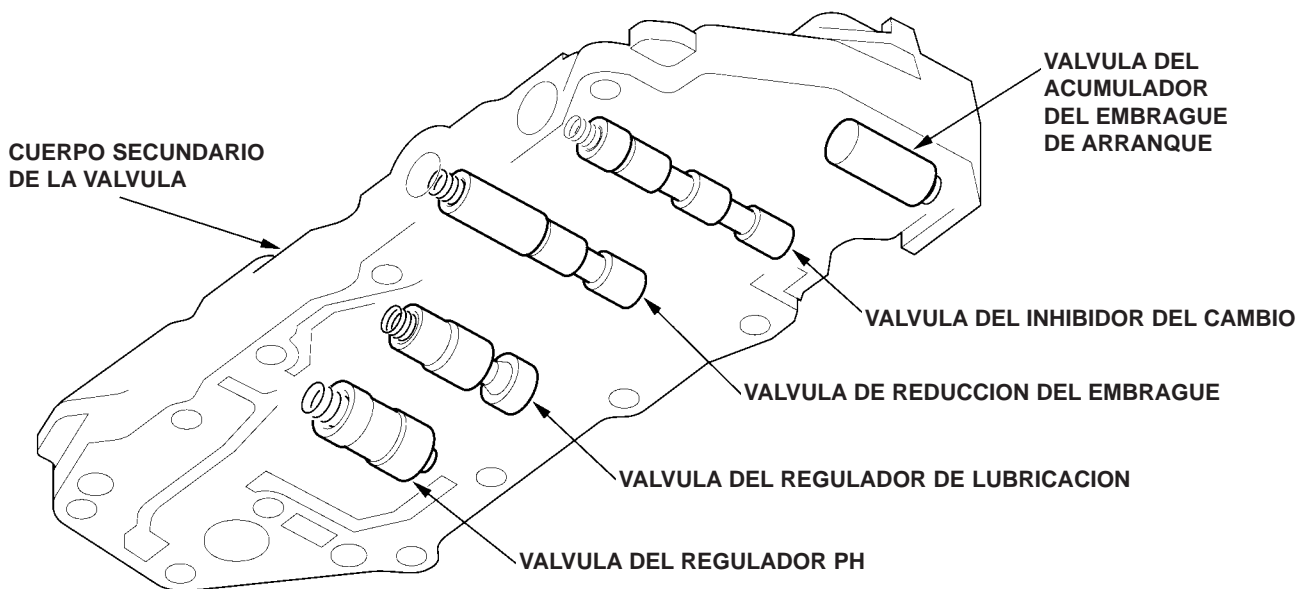 VALVULA DEL
ACUMULADOR
DEL EMBRAGUE
DE ARRANQUE
CUERPO SECUNDARIO
DE LA VALVULA
VALVULA DEL INHIBIDOR DEL CAMBIO
VALVULA DE REDUCCION DEL EMBRAGUE
VALVULA DEL REGULADOR DE LUBRICACION
VALVULA DEL REGULADOR PH